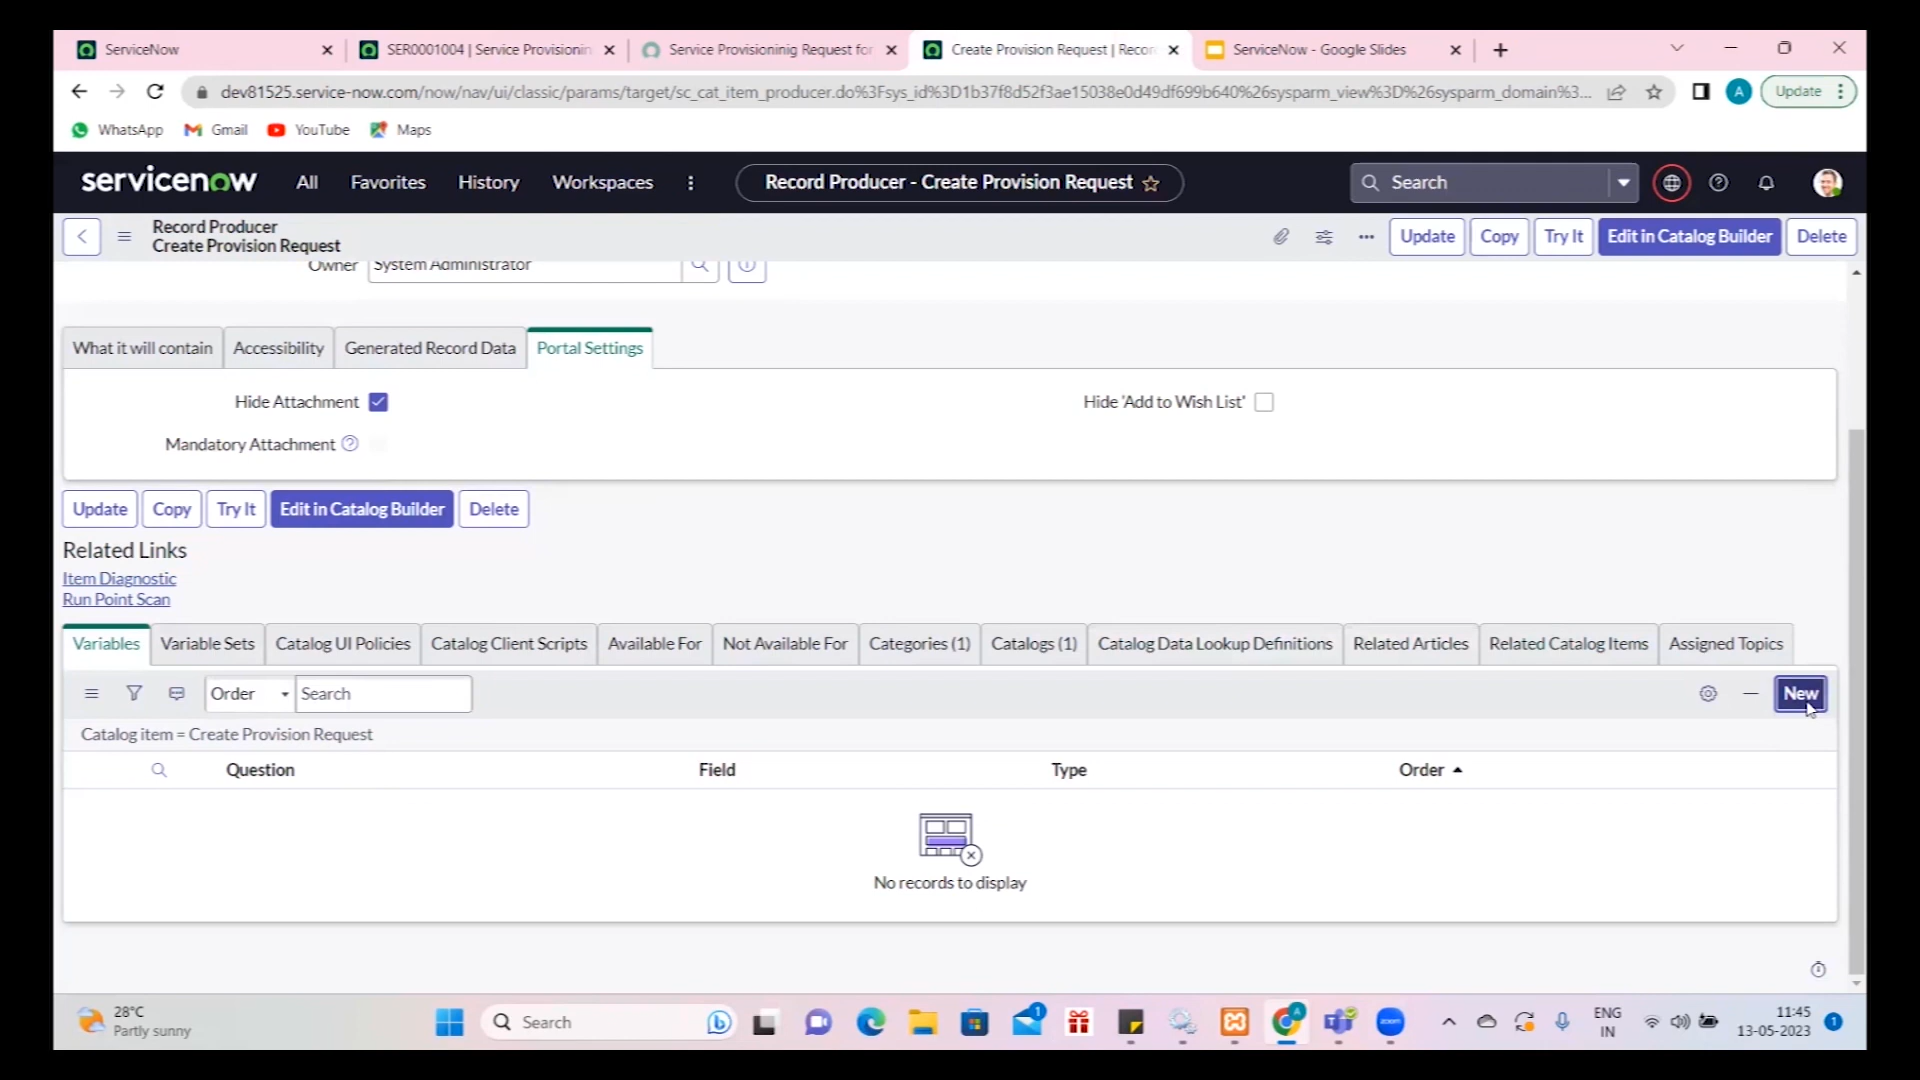 ServiceNow
SER0001004 | Service Provisionin
Service Provisioninig Request for
Create Provision Request | Recor
ServiceNow - Google Slides
dev81525.service-now.com/now/nav/ui/classic/params/target/sc_cat_item_producer.do%3Fsys_id%3D1b37f8d52f3ae15038e0d49df699b640%26sysparm_view%3D%26sysparm_domain%3...
A
Update
WhatsApp
Gmail
YouTube
Maps
servicenow
All
Favorites
History
Workspaces
Record Producer - Create Provision Request
Search
Record Producer
Create Provision Request
Update
Copy
Try It
Edit in Catalog Builder
Delete
Owner
System Administrator
What it will contain
Accessibility
Generated Record Data
Portal Settings
Hide Attachment
Hide 'Add to Wish List'
Mandatory Attachment
Update
Copy
Try It
Edit in Catalog Builder
Delete
Related Links
Item Diagnostic
Run Point Scan
Variables
Variable Sets
Catalog UI Policies
Catalog Client Scripts
Available For
Not Available For
Categories (1)
Catalogs (1)
Catalog Data Lookup Definitions
Related Articles
Related Catalog Items
Assigned Topics
Order
Search
New
Catalog item = Create Provision Request
Question
Field
Type
Order
No records to display
28°C
Partly sunny
Search
1
A
zoom
ENG
IN
11:45
13-05-2023
1